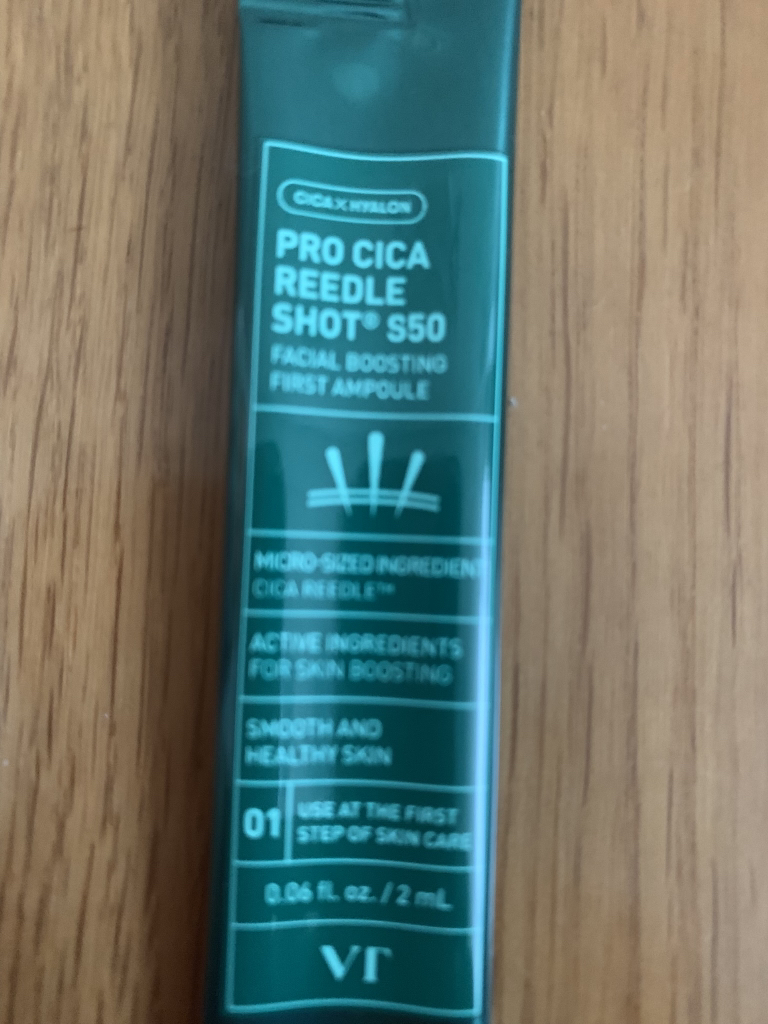 CICA×HYALON
PRO CICA
REEDLE
SHOT® S50
FACIAL BOOSTING
FIRST AMPOULE
MICRO-SIZED INGREDIENT
CICA REEDLE™
ACTIVE INGREDIENTS
FOR SKIN BOOSTING
SMOOTH AND
HEALTHY SKIN
01
USE AT THE FIRST
STEP OF SKIN CARE
0.06 fl. oz. / 2 mL
VT